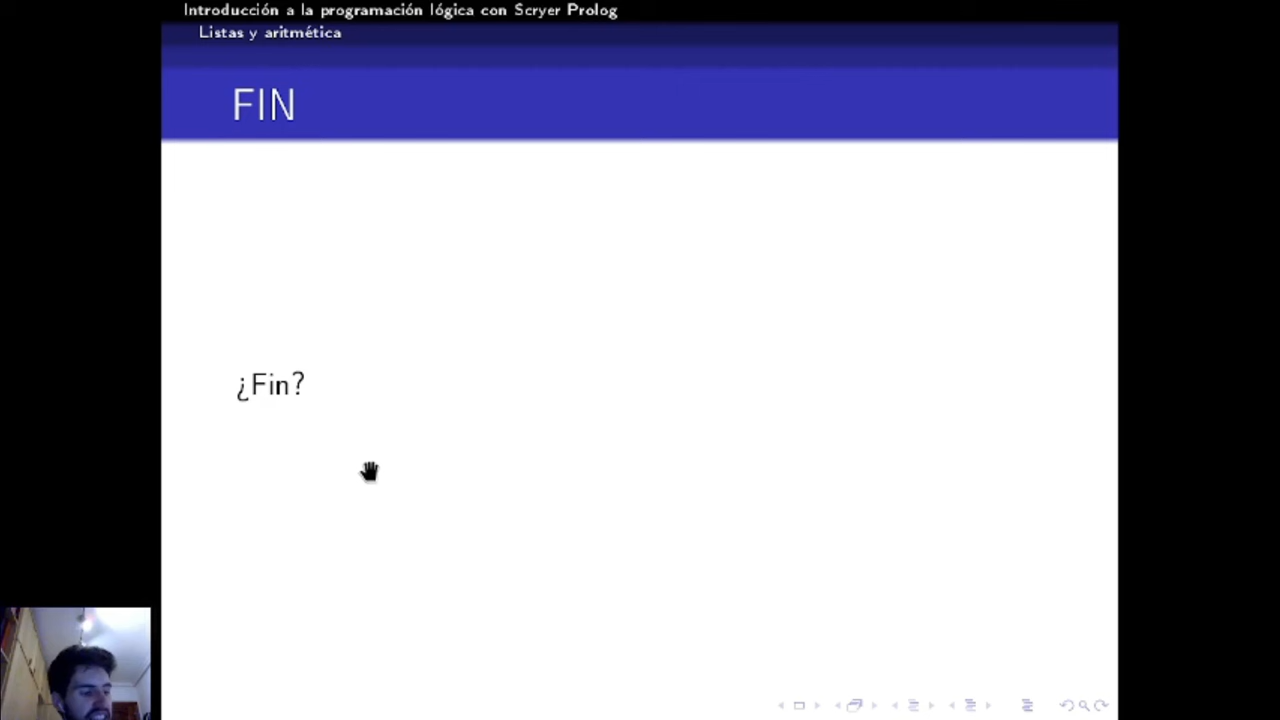 Introducción a la programación lógica con Scryer Prolog
Listas y aritmética
FIN
¿Fin?